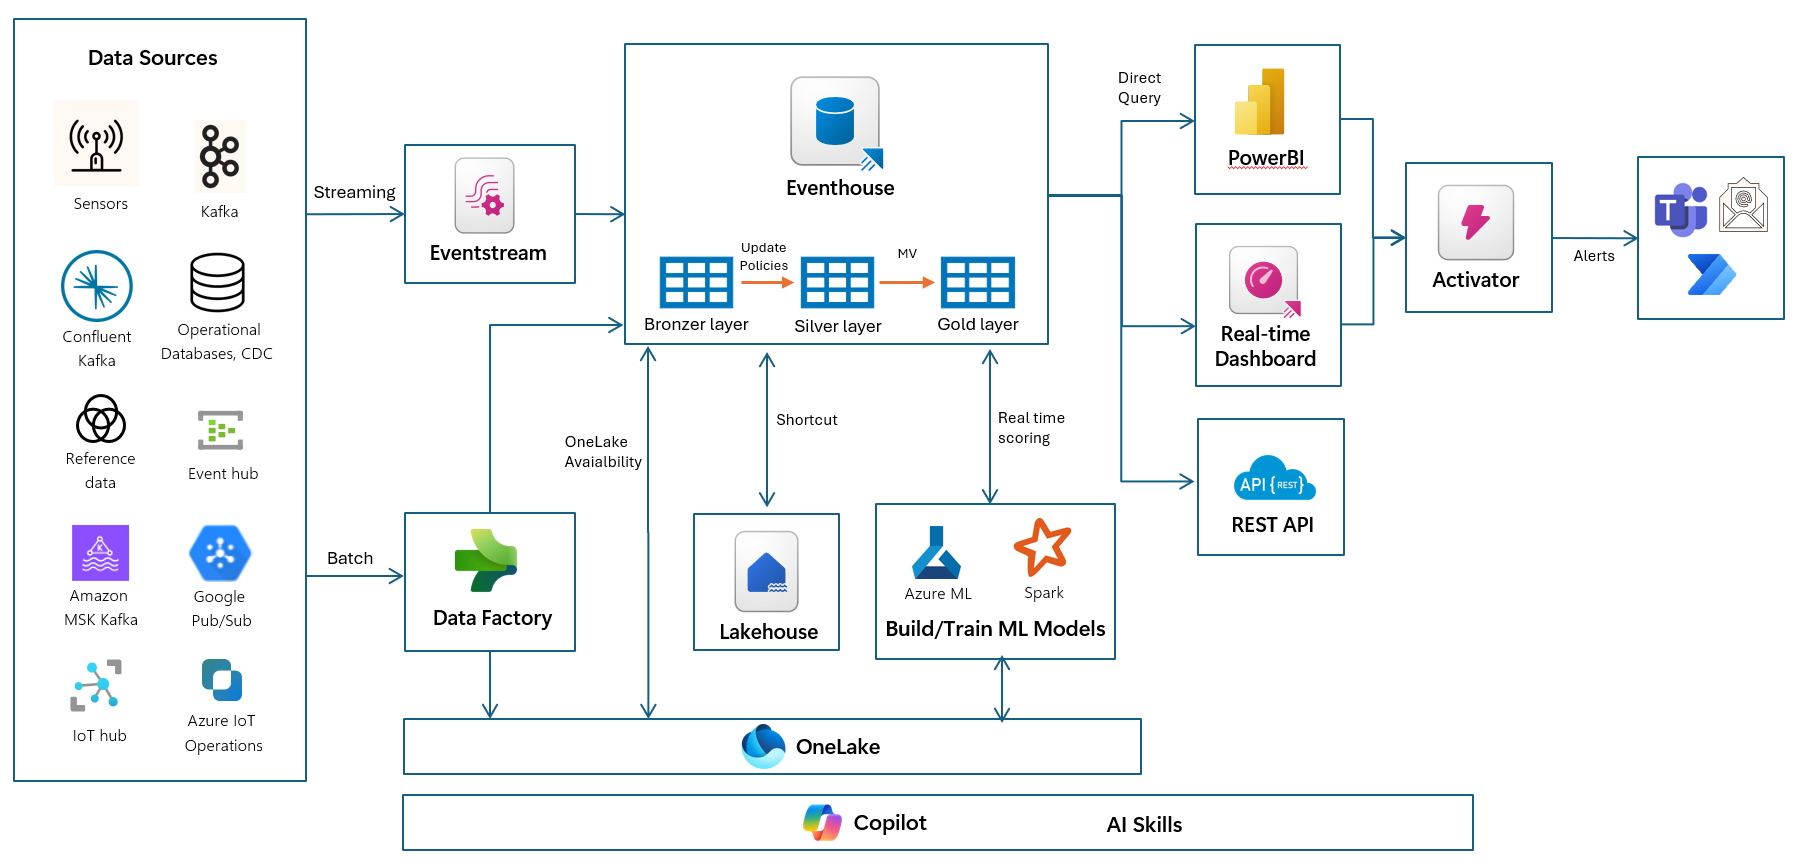 Data Sources
Sensors
Kafka
Confluent
Kafka
Operational
Databases, CDC
Reference
data
Event hub
Amazon
MSK Kafka
Google
Pub/Sub
IoT hub
Azure IoT
Operations
Streaming
Batch
Eventstream
Data Factory
Eventhouse
Update
Policies
MV
Bronzer layer
Silver layer
Gold layer
OneLake
Avaialbility
Shortcut
Real time
scoring
Lakehouse
Azure ML
Spark
Build/Train ML Models
OneLake
Copilot
AI Skills
Direct
Query
PowerBI
Real-time
Dashboard
API {REST}
REST API
Activator
Alerts
T
K